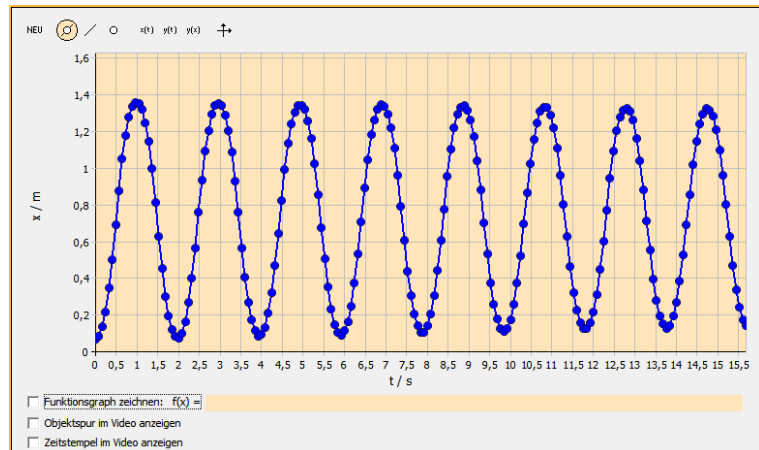 NEU x(t) y(t) y(x)
x / m
1,6
1,4
1,2
1
0,8
0,6
0,4
0,2
0
0 0,5 1 1,5 2 2,5 3 3,5 4 4,5 5 5,5 6 6,5 7 7,5 8 8,5 9 9,5 10 10,5 11 11,5 12 12,5 13 13,5 14 14,5 15 15,5
t / s
Funktionsgraph zeichnen: f(x) =
Objektspur im Video anzeigen
Zeitstempel im Video anzeigen